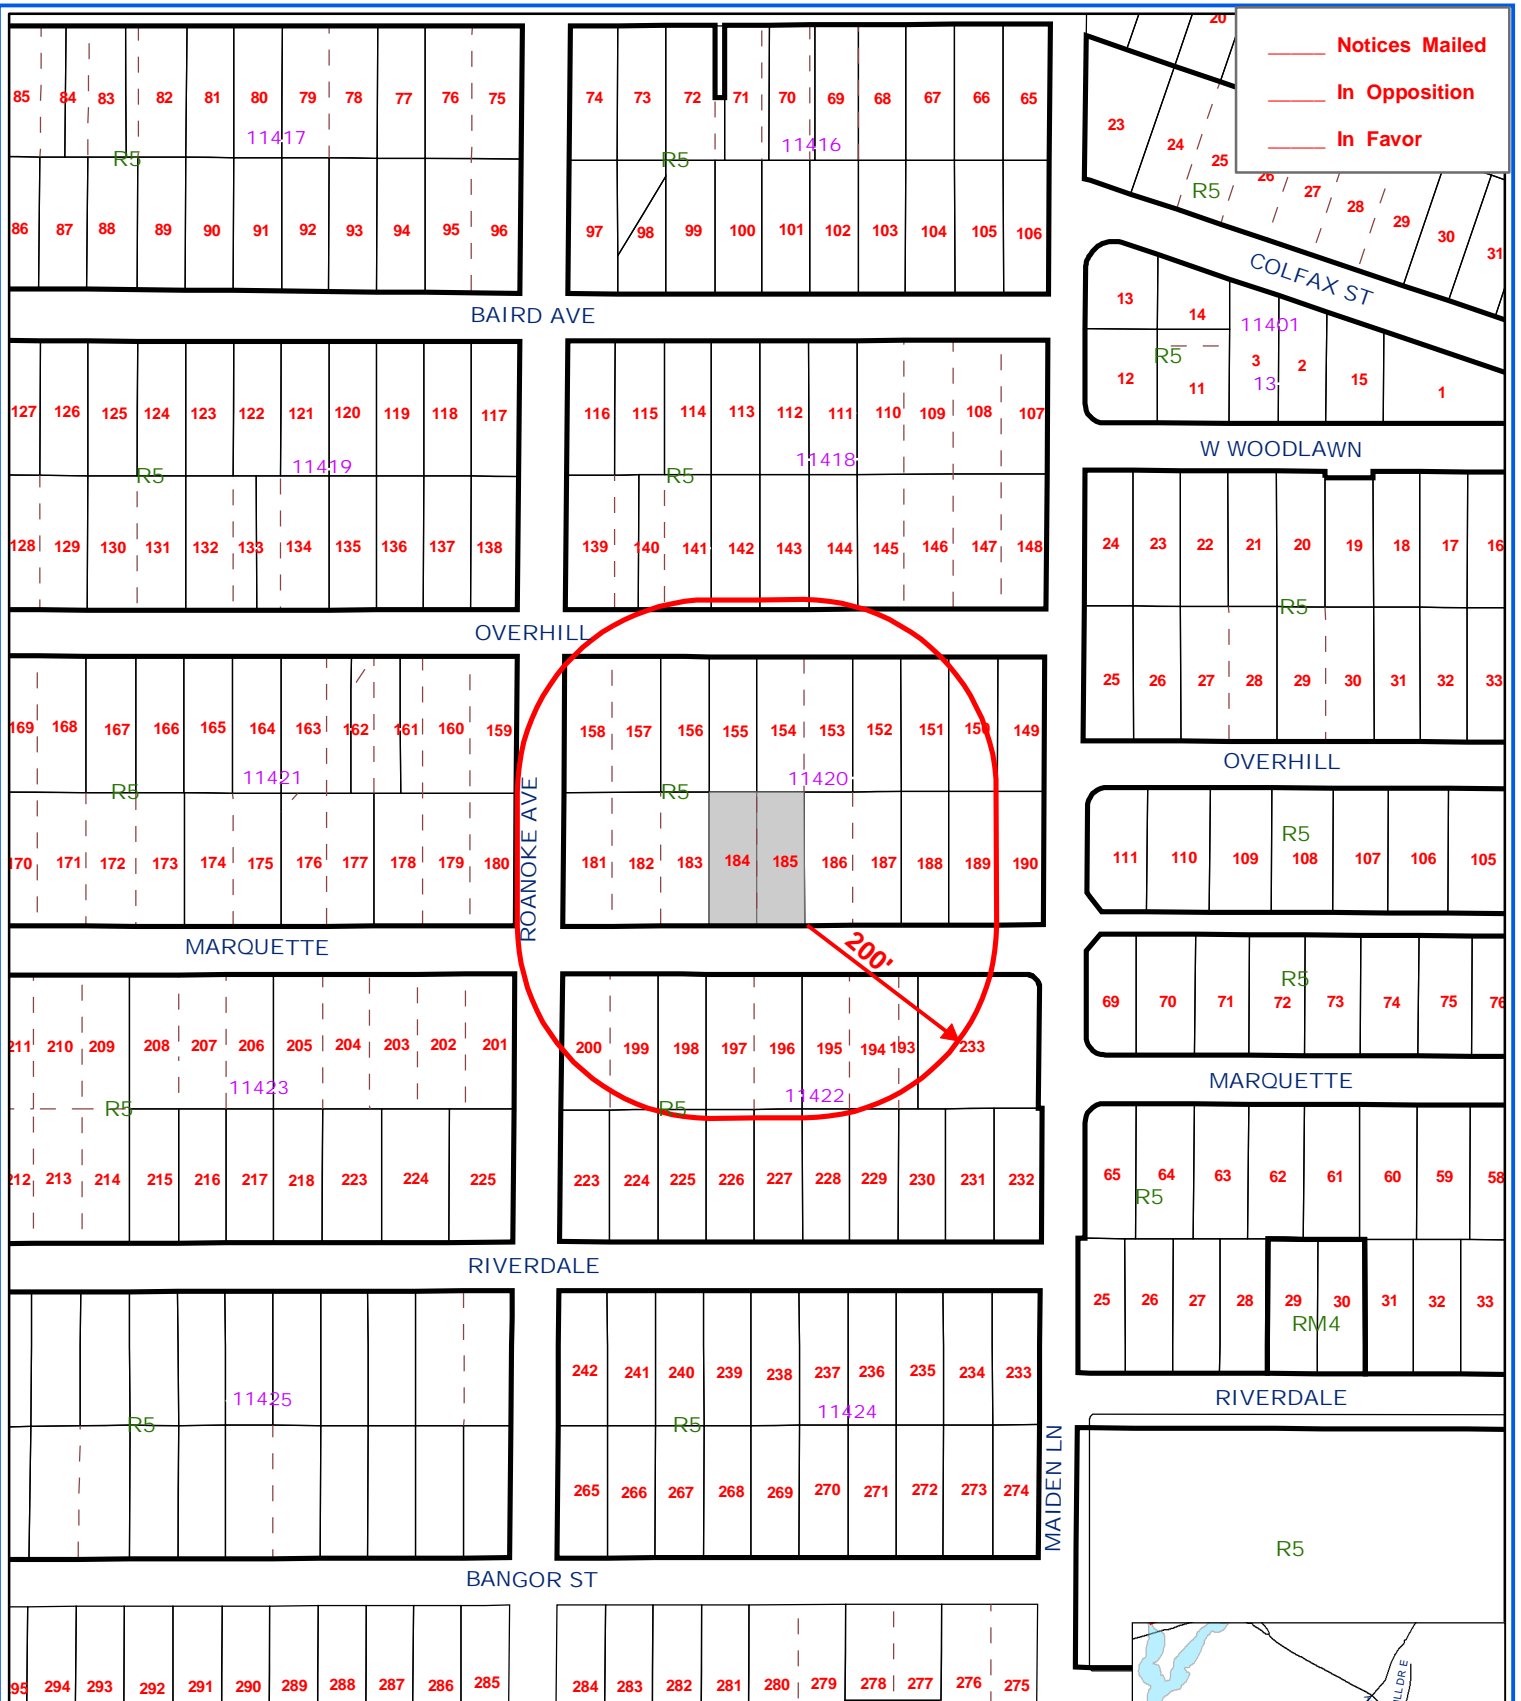 20
_____ Notices Mailed
_____ In Opposition
_____ In Favor
85 84 83 82 81 80 79 78 77 76 75
74 73 72 71 70 69 68 67 66 65
23 24 25 26 27 28 29 30 31
11417
11416
R5
R5
R5
86 87 88 89 90 91 92 93 94 95 96
97 98 99 100 101 102 103 104 105 106
COLFAX ST
BAIRD AVE
13 14
11401
R5
3 2 15 1
13
12 11
127 126 125 124 123 122 121 120 119 118 117
116 115 114 113 112 111 110 109 108 107
W WOODLAWN
11419
11418
R5
R5
128 129 130 131 132 133 134 135 136 137 138
139 140 141 142 143 144 145 146 147 148
24 23 22 21 20 19 18 17 16
R5
OVERHILL
25 26 27 28 29 30 31 32 33
169 168 167 166 165 164 163 162 161 160 159
158 157 156 155 154 153 152 151 150 149
OVERHILL
11421
11420
R5
R5
ROANOKE AVE
170 171 172 173 174 175 176 177 178 179 180
181 182 183 184 185 186 187 188 189 190
R5
111 110 109 108 107 106 105
MARQUETTE
200'
R5
69 70 71 72 73 74 75 76
211 210 209 208 207 206 205 204 203 202 201
200 199 198 197 196 195 194 193 233
MARQUETTE
11423
11422
R5
R5
212 213 214 215 216 217 218 223 224 225
223 224 225 226 227 228 229 230 231 232
65 64 63 62 61 60 59 58
R5
RIVERDALE
25 26 27 28 29 30 31 32 33
RM4
242 241 240 239 238 237 236 235 234 233
RIVERDALE
11425
11424
R5
R5
265 266 267 268 269 270 271 272 273 274
MAIDEN LN
R5
BANGOR ST
95 294 293 292 291 290 289 288 287 286 285
284 283 282 281 280 279 278 277 276 275
LL DR E